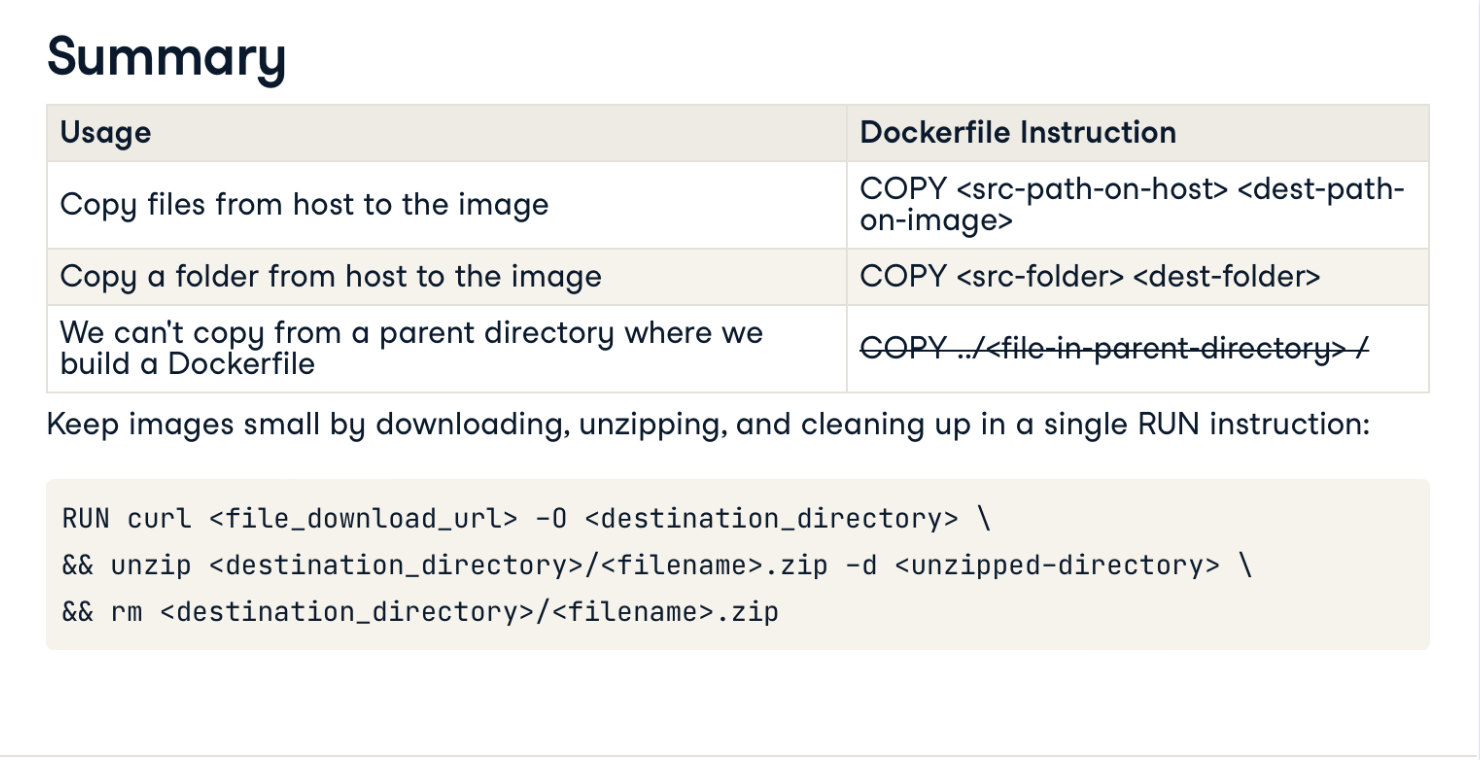 Summary
Usage
Dockerfile Instruction
Copy files from host to the image
COPY <src-path-on-host> <dest-path-
on-image>
Copy a folder from host to the image
COPY <src-folder> <dest-folder>
We can't copy from a parent directory where we
build a Dockerfile
COPY ../<file-in-parent-directory> /
Keep images small by downloading, unzipping, and cleaning up in a single RUN instruction:
RUN curl <file_download_url> -O <destination_directory> \
&& unzip <destination_directory>/<filename>.zip -d <unzipped-directory> \
&& rm <destination_directory>/<filename>.zip